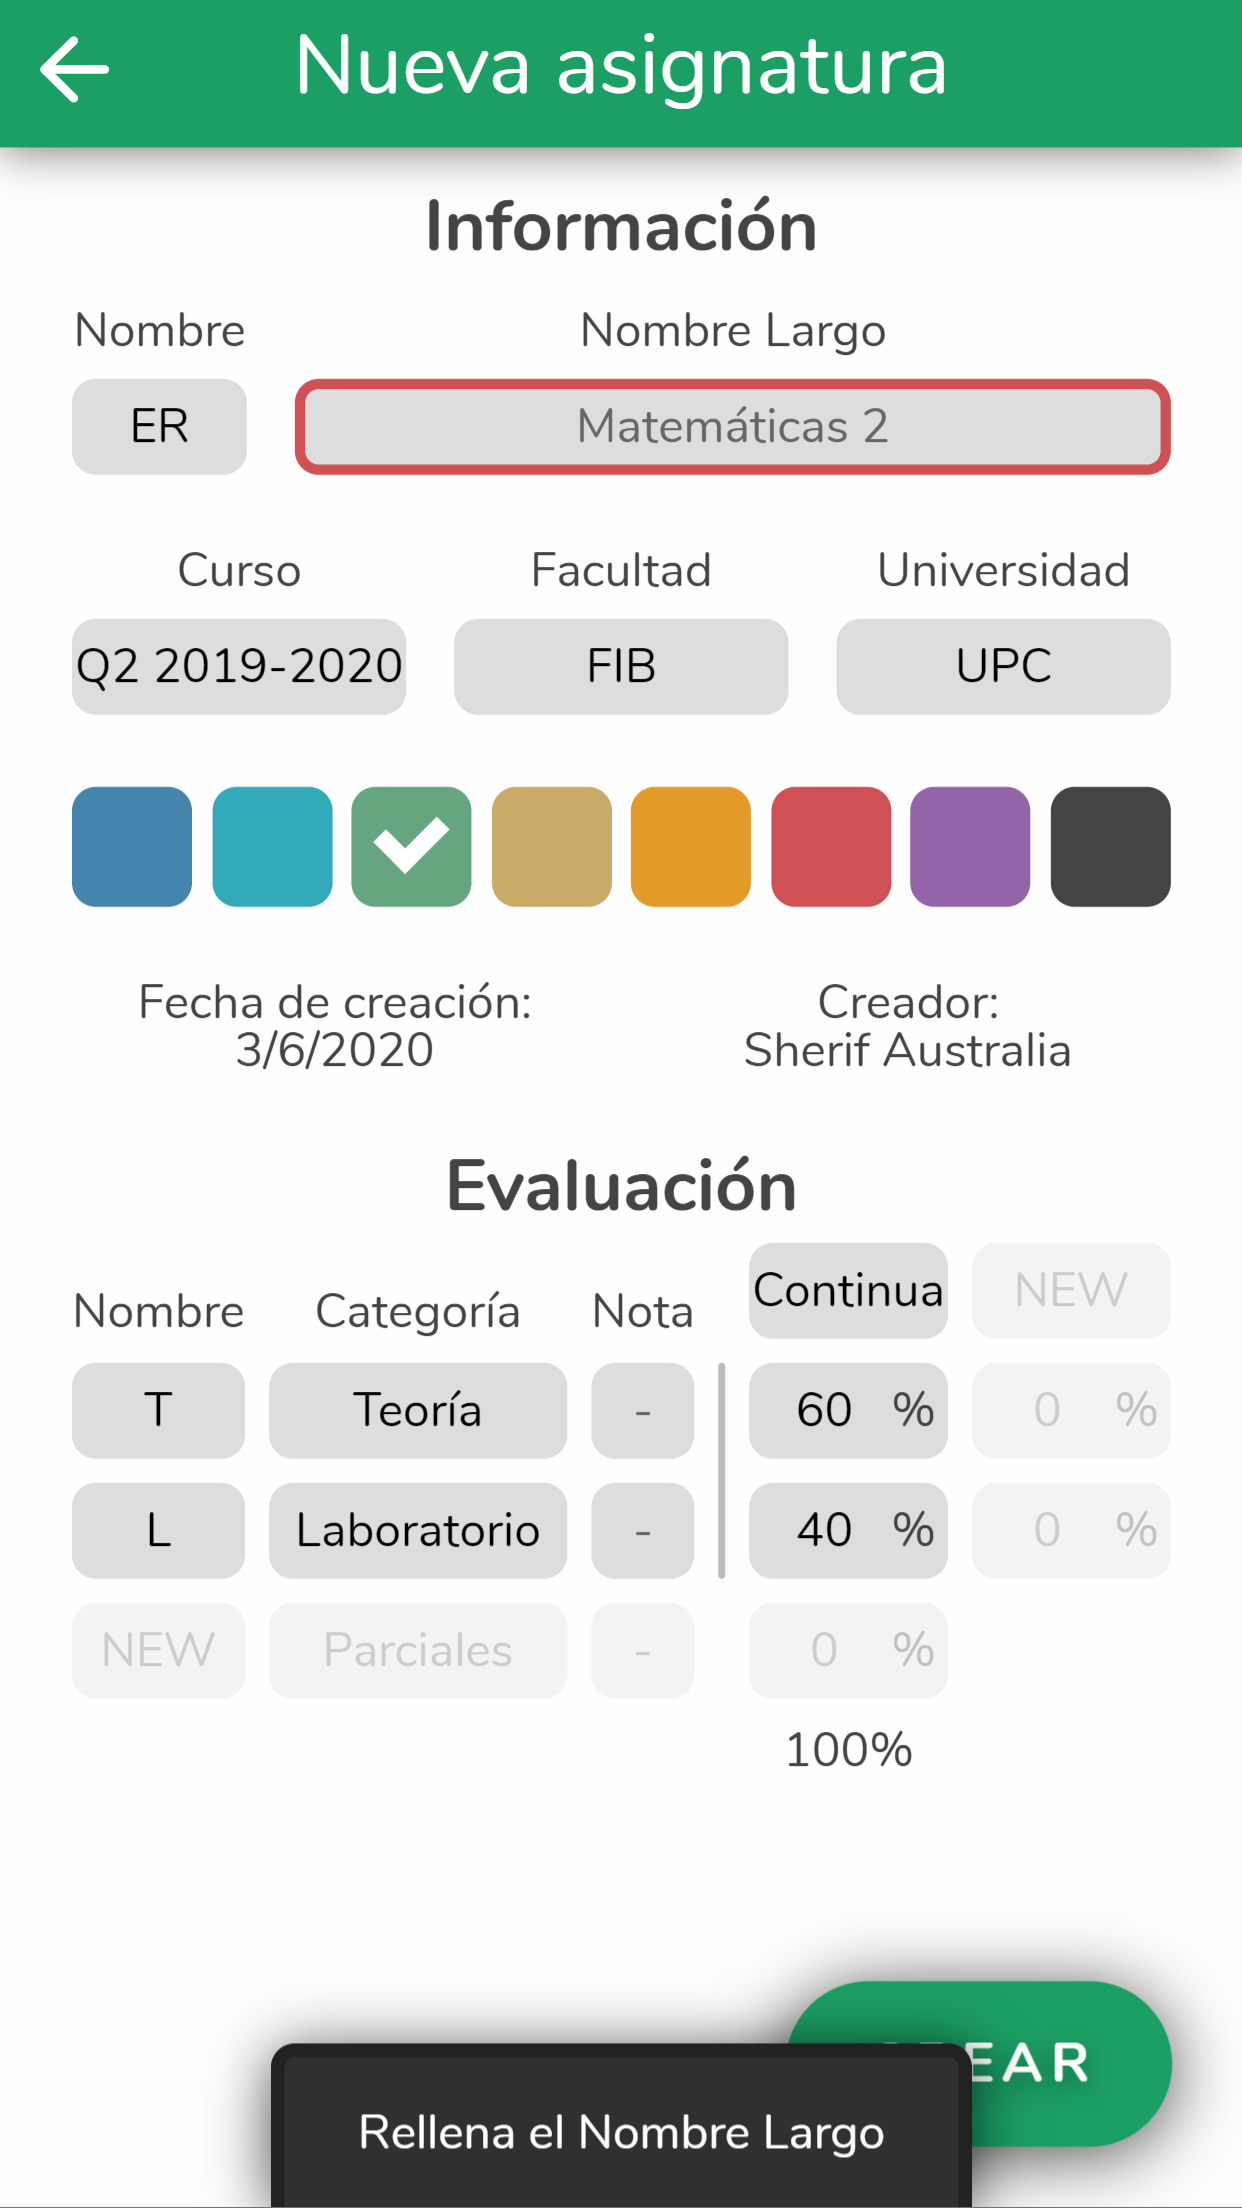 Nueva asignatura
Información
Nombre Nombre Largo
ER Matemáticas 2
Curso Facultad Universidad
Q2 2019-2020 FIB UPC
Fecha de creación: Creador:
3/6/2020 Sherif Australia
Evaluación
Continua NEW
Nombre Categoría Nota
T Teoría - 60 % 0 %
L Laboratorio - 40 % 0 %
NEW Parciales - 0 %
100%
EAR
Rellena el Nombre Largo